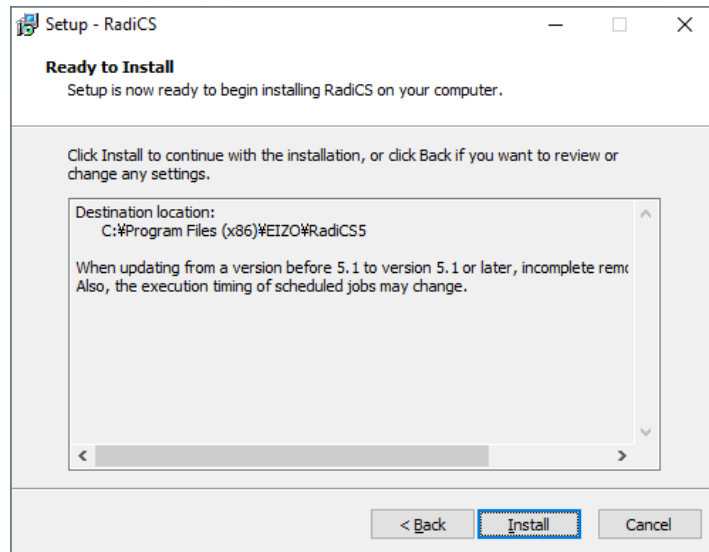 Setup - RadiCS
Ready to Install
Setup is now ready to begin installing RadiCS on your computer.
Click Install to continue with the installation, or click Back if you want to review or
change any settings.
Destination location:
C:¥Program Files (x86)¥EIZO¥RadiCS5
When updating from a version before 5.1 to version 5.1 or later, incomplete
Also, the execution timing of scheduled jobs may change.
< Back
Install
Cancel